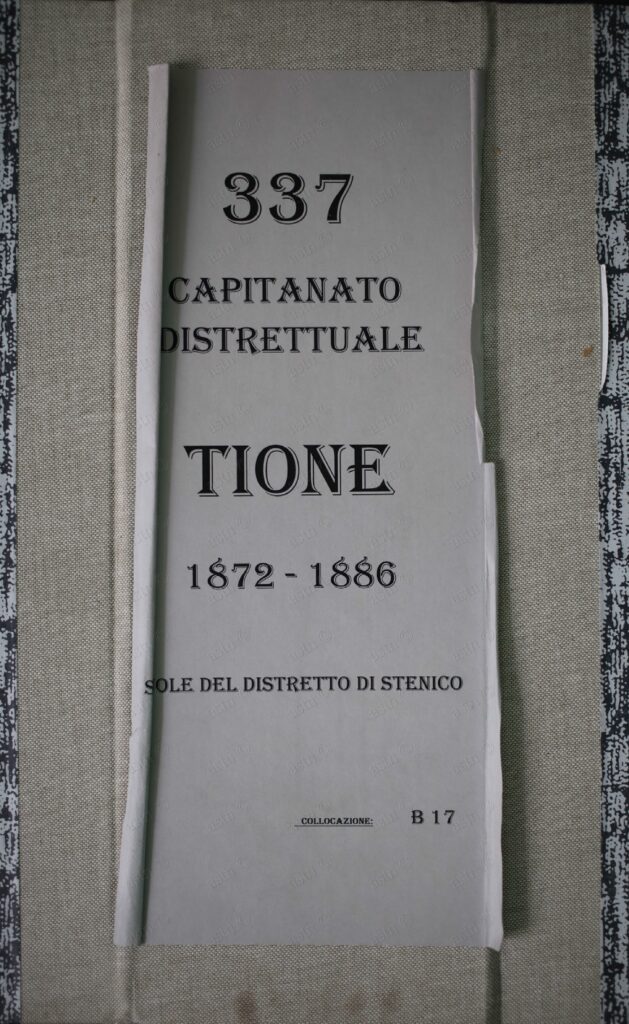 337
CAPITANATO
DISTRETTUALE
TIONE
1872 - 1886
SOLE DEL DISTRETTO DI STENICO
COLLOCAZIONE: B 17